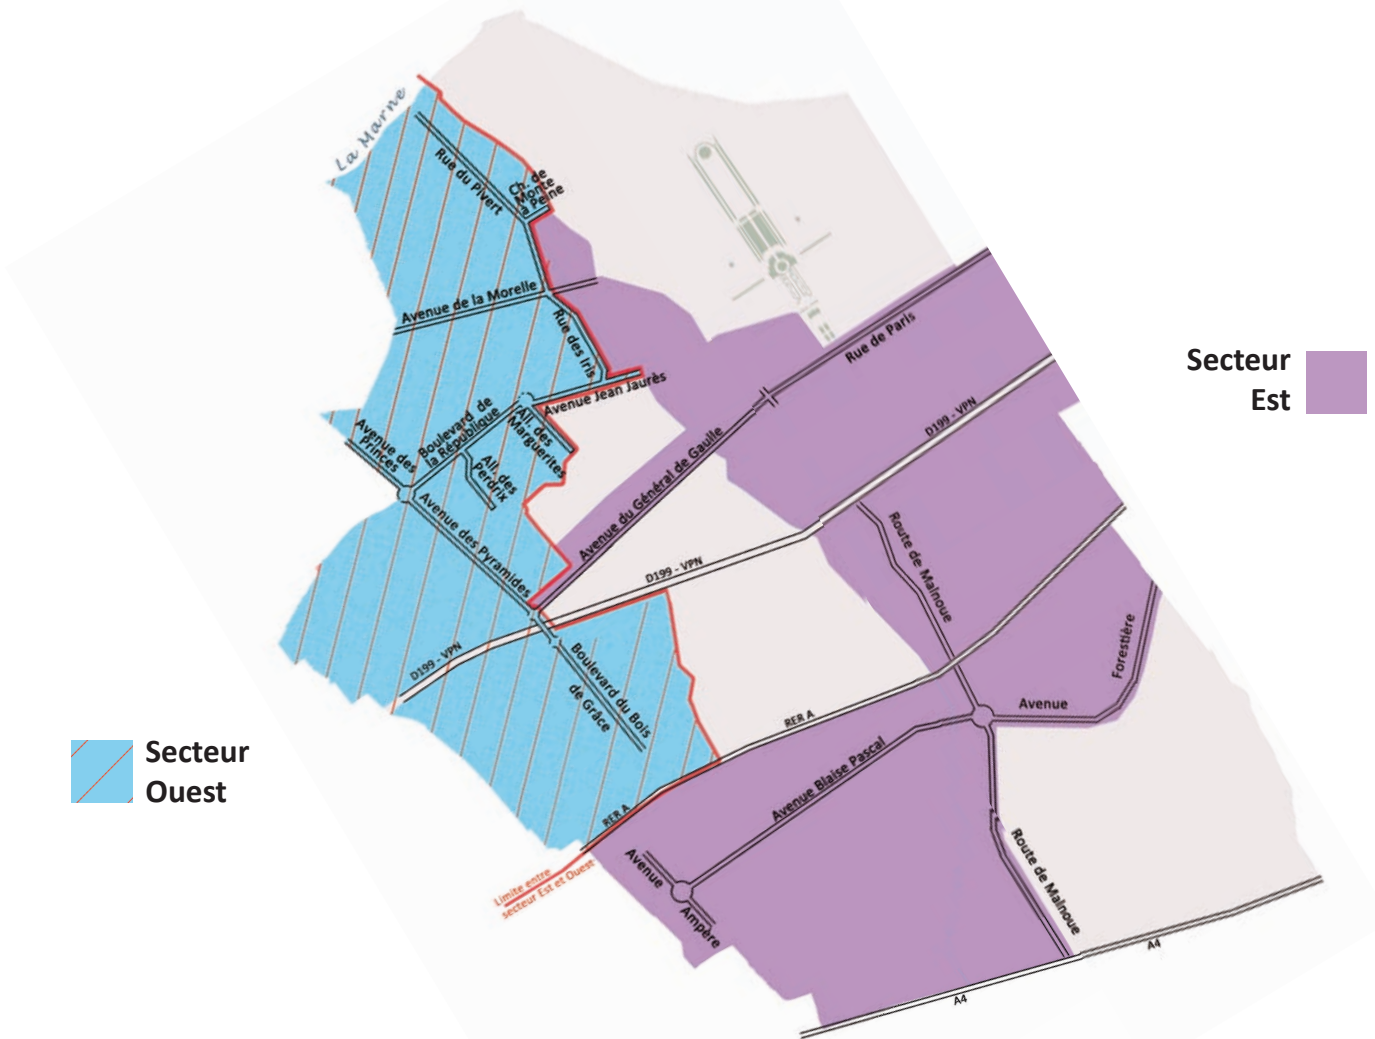 La Marne
Rue du Pivert
Ch. de
Monte
la Peine
Avenue de la Morelle
Rue des Iris
Rue de Paris
Secteur
Est
Avenue Jean Jaurès
Boulevard de
la République
All. des
Marguerites
Avenue des
Princes
All. des
Perdrix
D199 - VPN
Avenue du Général de Gaulle
Avenue des Pyramides
Route de Malnoue
D199 - VPN
Forestière
D199 - VPN
Boulevard du Bois
de Grâce
Avenue
RER A
Secteur
Ouest
Avenue Blaise Pascal
RER A
Route de Malnoue
Avenue
Ampère
Limite entre
secteur Est et Ouest
A4
A4